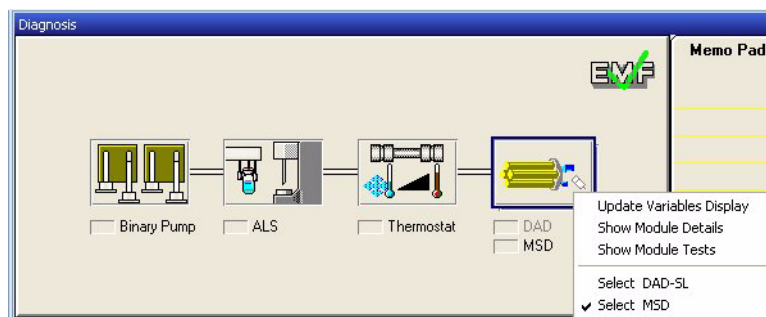 Diagnosis
Memo Pad
EMF
Binary Pump
ALS
Thermostat
DAD
MSD
Update Variables Display
Show Module Details
Show Module Tests
Select DAD-SL
Select MSD